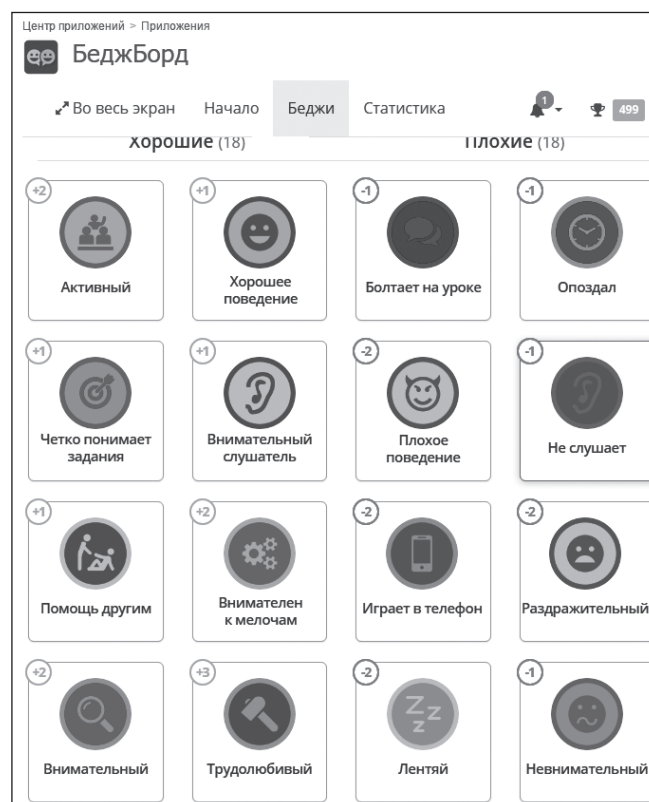 Центр приложений > Приложения
БеджБорд
Во весь экран Начало Беджи Статистика 1 499
Хорошие (18) Плохие (18)
+2 +1 -1 -1
Активный
Хорошее
поведение
Болтает на уроке
Опоздал
+1 +1 -2 -1
Четко понимает
задания
Внимательный
слушатель
Плохое
поведение
Не слушает
+1 +2 -2 -2
Помощь другим
Внимателен
к мелочам
Играет в телефон
Раздражительный
+2 +3 -2 -1
Внимательный
Трудолюбивый
Z Z Z
Лентяй
Невнимательный